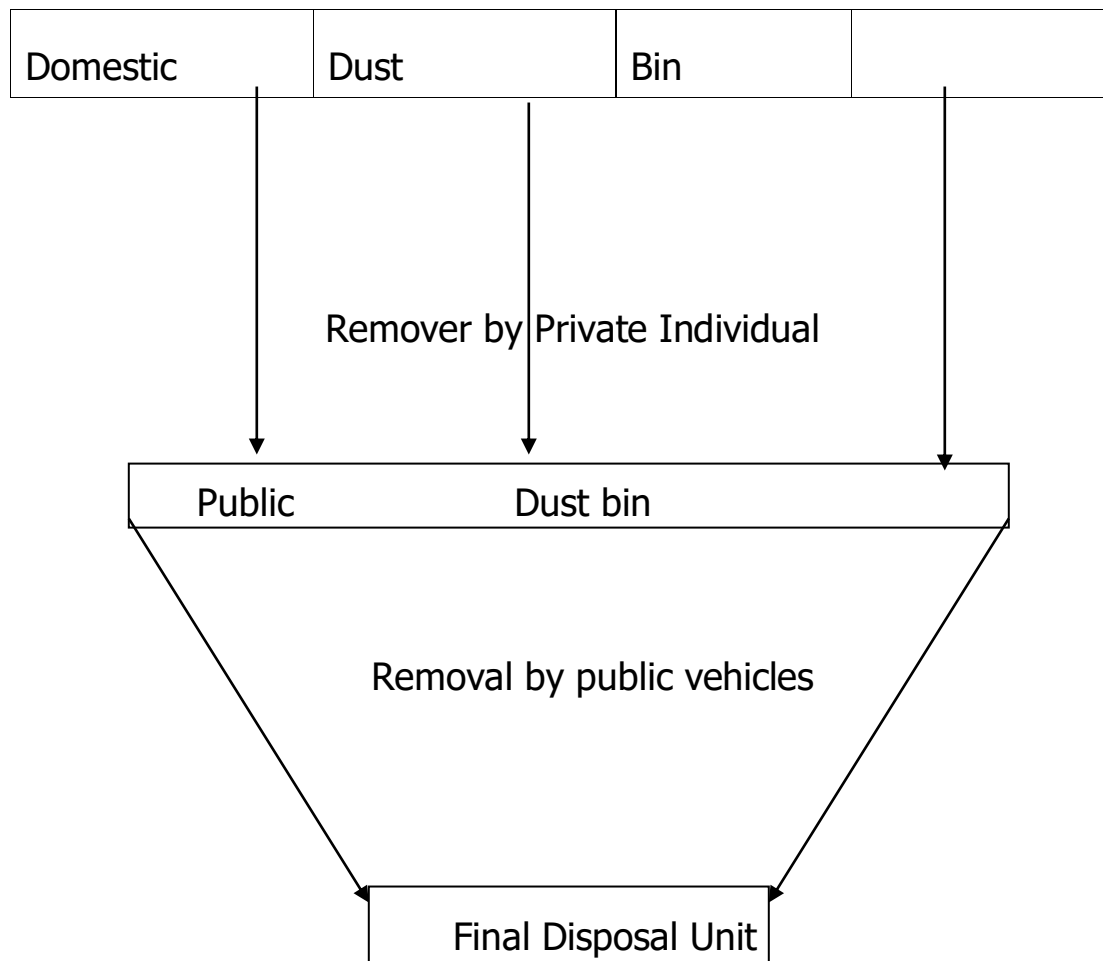 Domestic Dust Bin
Remover by Private Individual
Public Dust bin
Removal by public vehicles
Final Disposal Unit